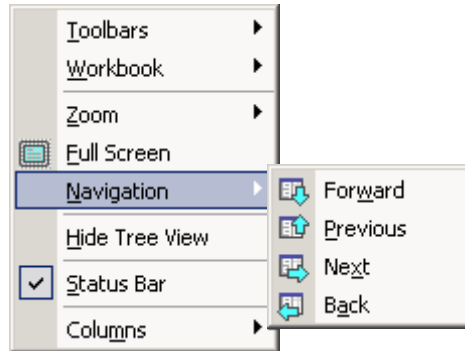 Toolbars
Workbook
Zoom
Full Screen
Navigation
Hide Tree View
Status Bar
Columns
Forward
Previous
Next
Back